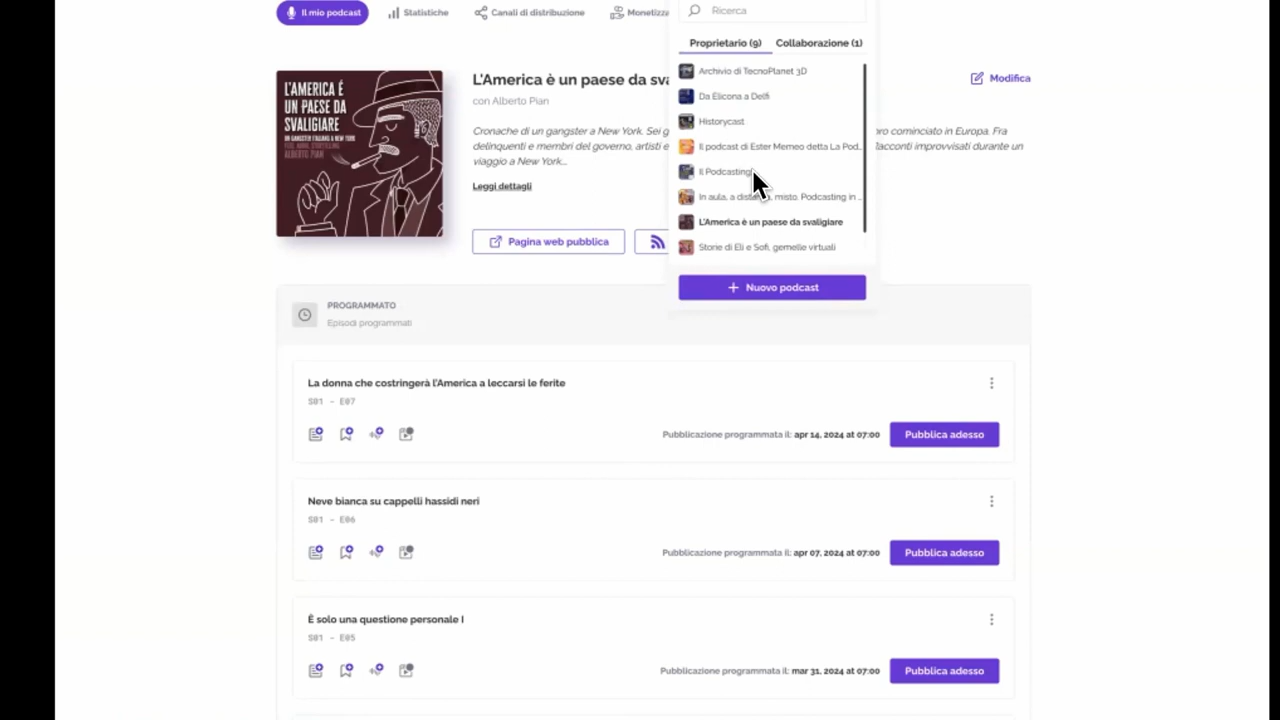 Il mio podcast
Statistiche
Canali di distribuzione
Ricerca
Proprietario (9)
Collaborazione (1)
Archivio di TecnoPlanet 3D
Da Elicona a Delfi
Historycast
Il podcast di Ester Memeo detta La Pod...
Il Podcasting
In aula, a misto. Podcasting in ...
L'America è un paese da svaligiare
Storie di Eli e Sofi, gemelle virtuali
Nuovo podcast
L'AMERICA È
UN PAESE DA
SVALIGIARE
UN GANGSTER ITALIANO A NEW YORK
ALBERTO PIAN
L'America è un paese da
con Alberto Pian
Modifica
Cronache di un gangster a New York. Sei cominciato in Europa. Fra
delinquenti e membri del governo, artisti e improvvisati durante un
viaggio a New York...
Leggi dettagli
Pagina web pubblica
PROGRAMMATO
Episodi programmati
La donna che costringerà l'America a leccarsi le ferite
S01 - E07
Pubblicazione programmata il: apr 14, 2024 at 07:00
Pubblica adesso
Neve bianca su cappelli hassidi neri
S01 - E06
Pubblicazione programmata il: apr 07, 2024 at 07:00
Pubblica adesso
È solo una questione personale I
S01 - E05
Pubblicazione programmata il: mar 31, 2024 at 07:00
Pubblica adesso